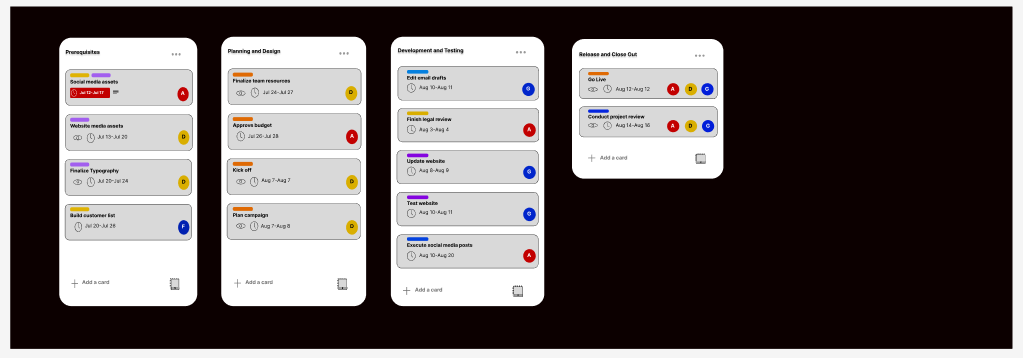 Prerequisites
Social media assets
Jul 12-Jul 17
A
Website media assets
Jul 13-Jul 20
D
Finalize Typography
Jul 20-Jul 24
D
Build customer list
Jul 20-Jul 28
F
Add a card
Planning and Design
Finalize team resources
Jul 24-Jul 27
D
Approve budget
Jul 26-Jul 28
A
Kick off
Aug 7-Aug 7
D
Plan campaign
Aug 7-Aug 8
D
Add a card
Development and Testing
Edit email drafts
Aug 10-Aug 11
G
Finish legal review
Aug 3-Aug 4
A
Update website
Aug 8-Aug 9
G
Test website
Aug 10-Aug 11
G
Execute social media posts
Aug 10-Aug 20
A
Add a card
Release and Close Out
Go Live
Aug 12-Aug 12
A D G
Conduct project review
Aug 14-Aug 16
A D G
Add a card